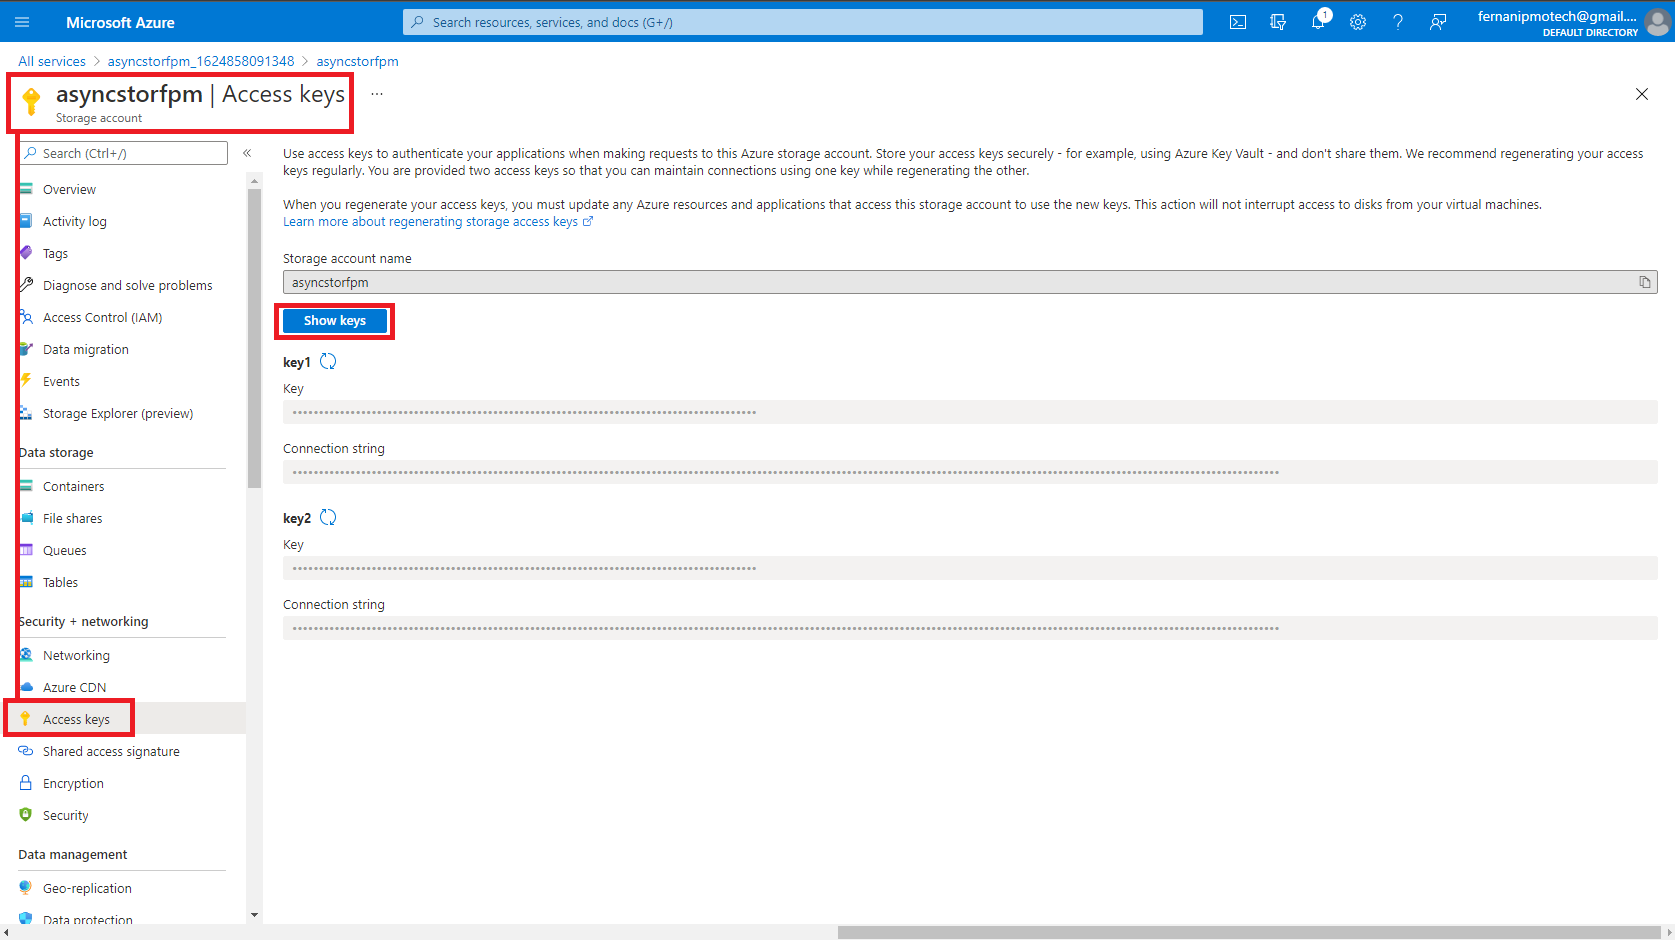 Microsoft Azure
Search resources, services, and docs (G+/)
1
fernanipmotech@gmail....
DEFAULT DIRECTORY
All services > asyncstorfpm_1624858091348 > asyncstorfpm
asyncstorfpm | Access keys ...
Storage account
Search (Ctrl+/)
Overview
Activity log
Tags
Diagnose and solve problems
Access Control (IAM)
Data migration
Events
Storage Explorer (preview)
Data storage
Containers
File shares
Queues
Tables
Security + networking
Networking
Azure CDN
Access keys
Shared access signature
Encryption
Security
Data management
Geo-replication
Data protection
Use access keys to authenticate your applications when making requests to this Azure storage account. Store your access keys securely - for example, using Azure Key Vault - and don't share them. We recommend regenerating your access
keys regularly. You are provided two access keys so that you can maintain connections using one key while regenerating the other.
When you regenerate your access keys, you must update any Azure resources and applications that access this storage account to use the new keys. This action will not interrupt access to disks from your virtual machines.
Learn more about regenerating storage access keys
Storage account name
asyncstorfpm
Show keys
key1
Key
Connection string
key2
Key
Connection string